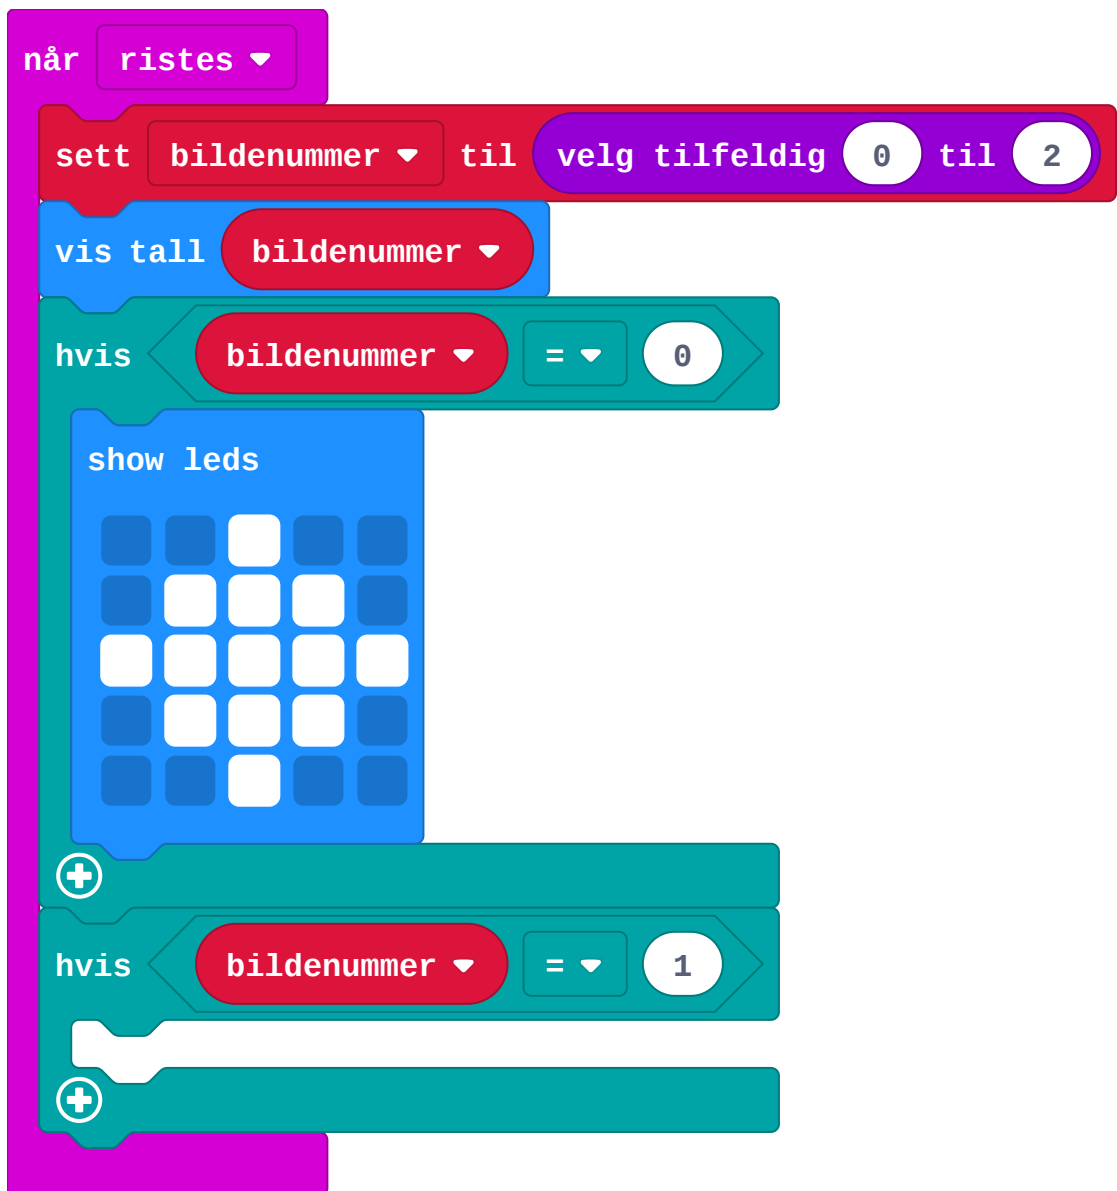 når ristes
sett bildenummer til velg tilfeldig 0 til 2
vis tall bildenummer
hvis bildenummer = 0
show leds
hvis bildenummer = 1